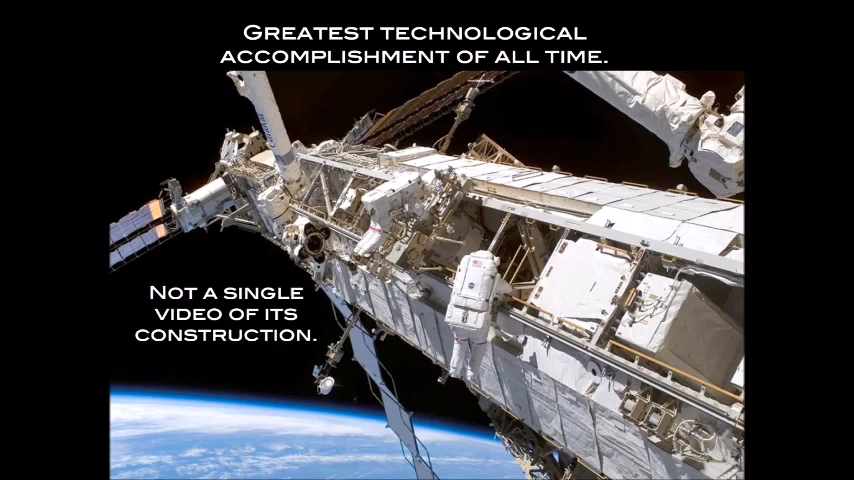 Greatest technological
accomplishment of all time.
Not a single
video of its
construction.